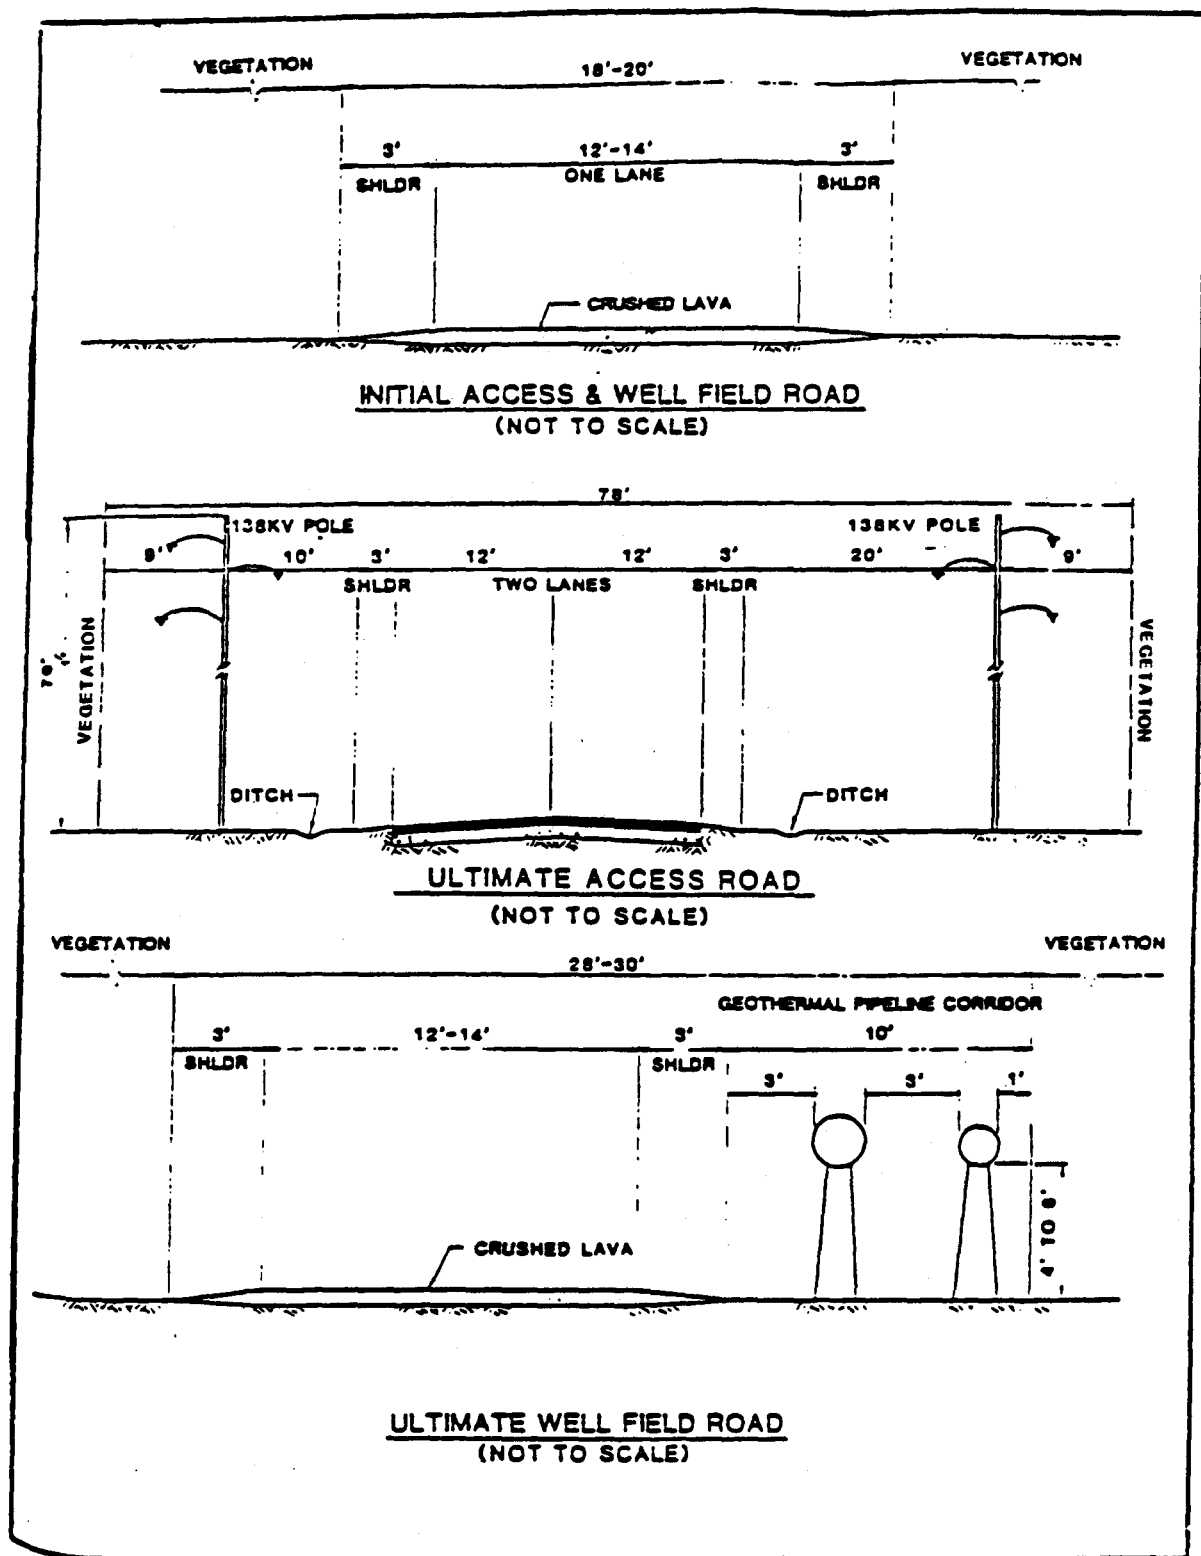 VEGETATION 18'-20' VEGETATION
3' 12'-14' 3'
SHLDR ONE LANE SHLDR
CRUSHED LAVA
INITIAL ACCESS & WELL FIELD ROAD
(NOT TO SCALE)
78'
138KV POLE 138KV POLE
9' 10' 3' 12' 12' 3' 20' 9'
SHLDR TWO LANES SHLDR
VEGETATION
VEGETATION
DITCH DITCH
ULTIMATE ACCESS ROAD
(NOT TO SCALE)
VEGETATION 28'-30' VEGETATION
GEOTHERMAL PIPELINE CORRIDOR
3' 12'-14' 3' 10'
SHLDR SHLDR
3' 3' 1'
4' TO 6'
CRUSHED LAVA
ULTIMATE WELL FIELD ROAD
(NOT TO SCALE)